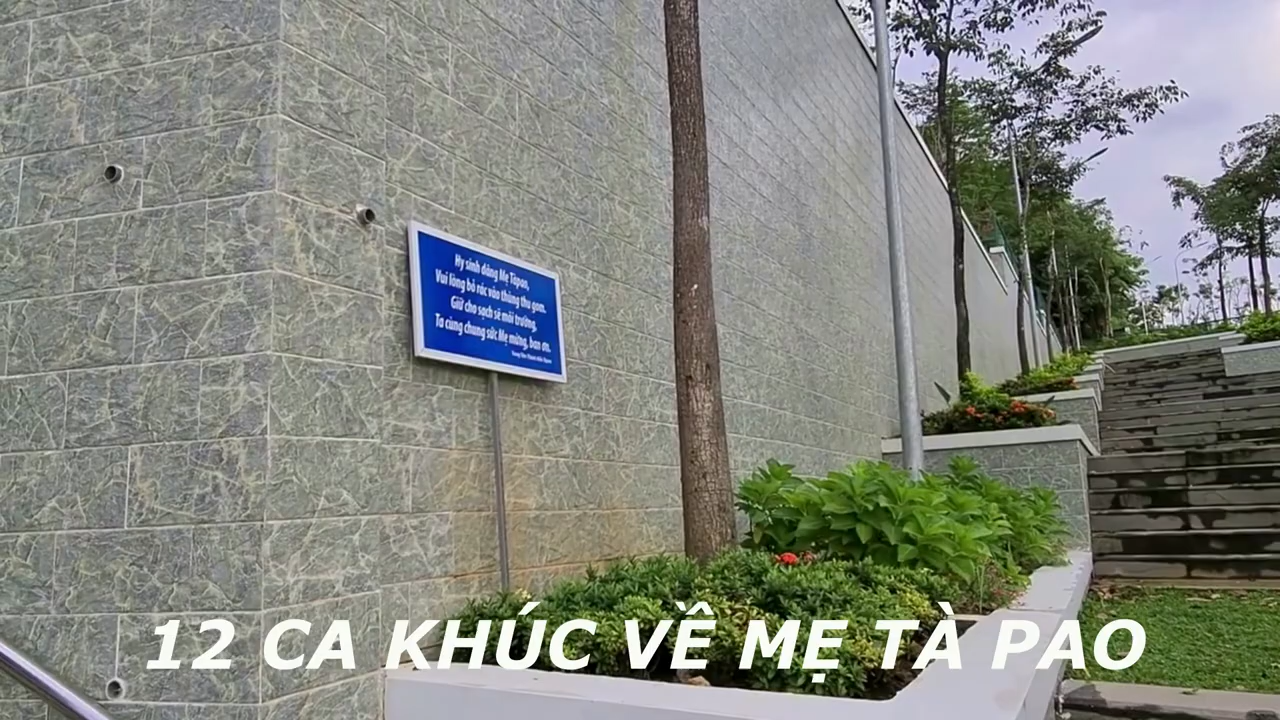 Hy sinh dâng Mẹ Tàpao,
Vui lòng bỏ rác vào thùng thu gom.
Giữ cho sạch sẽ môi trường,
Ta cùng chung sức Mẹ mừng, ban ơn.
12 CA KHÚC VỀ MẸ TÀ PAO